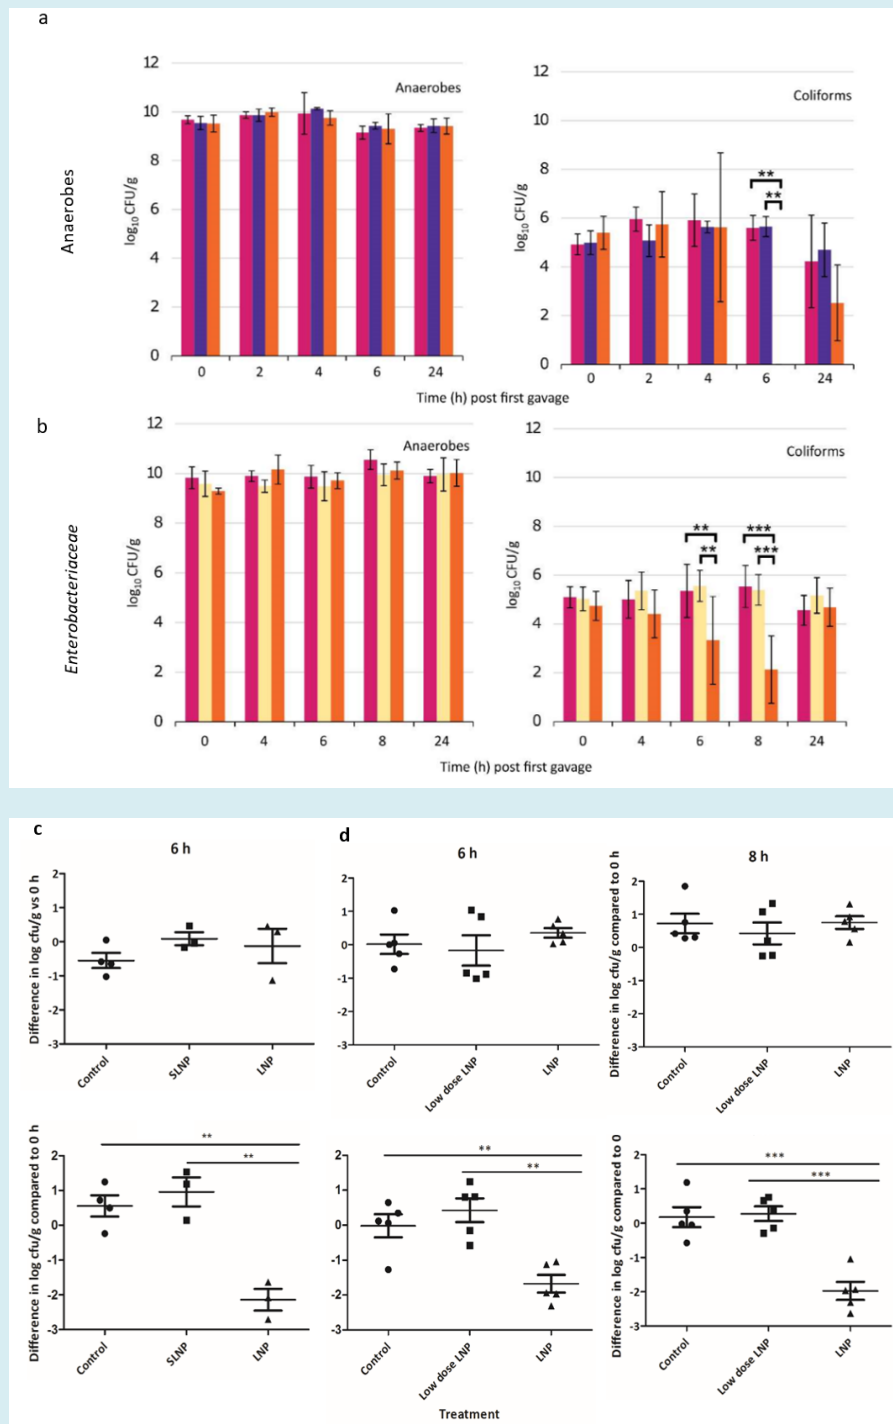 a
Anaerobes
log10 CFU/g
12
10
8
6
4
2
0
Anaerobes
0 2 4 6 24
log10 CFU/g
12
10
8
6
4
2
0
Coliforms
**
**
0 2 4 6 24
Time (h) post first gavage
b
Enterobacteriaceae
log10 CFU/g
12
10
8
6
4
2
0
Anaerobes
0 4 6 8 24
log10 CFU/g
12
10
8
6
4
2
0
Coliforms
** ***
** ***
0 4 6 8 24
Time (h) post first gavage
c
6 h
Difference in log cfu/g vs 0 h
2
1
0
-1
-2
-3
Control SLNP LNP
d
6 h
2
1
0
-1
-2
-3
Control Low dose LNP LNP
8 h
Difference in log cfu/g compared to 0 h
2
1
0
-1
-2
-3
Control Low dose LNP LNP
Difference in log cfu/g compared to 0 h
2
1
0
-1
-2
-3
**
**
Control SLNP LNP
2
1
0
-1
-2
-3
**
**
Control Low dose LNP LNP
Difference in log cfu/g compared to 0
2
1
0
-1
-2
-3
***
***
Control Low dose LNP LNP
Treatment